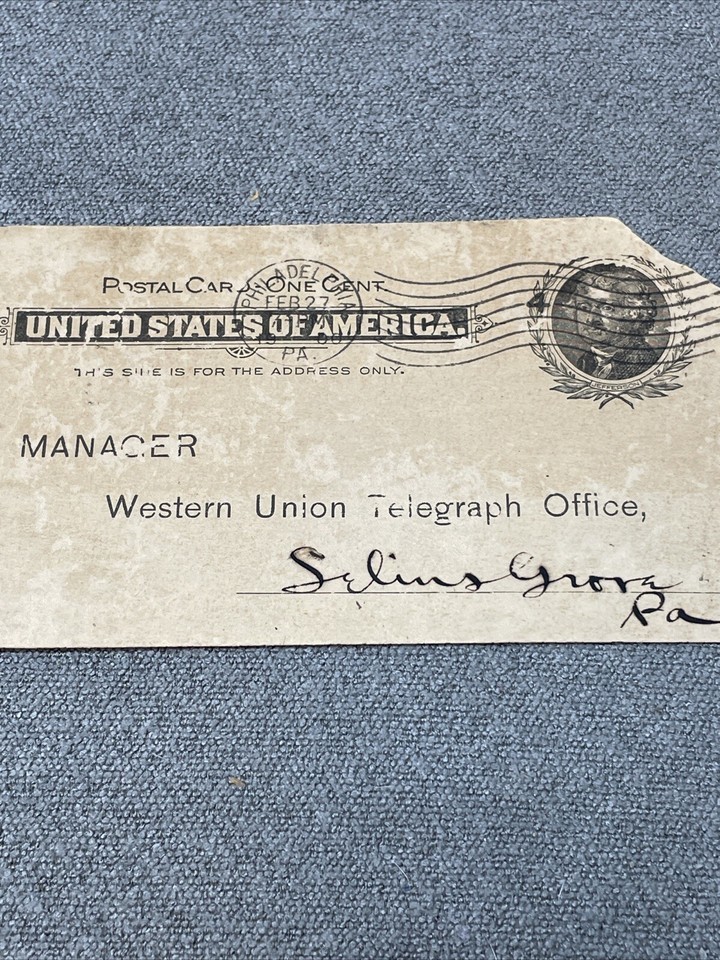 POSTAL CARD ONE CENT
PHILADELPHIA
FEB 27
PA.
UNITED STATES OF AMERICA.
THIS SIDE IS FOR THE ADDRESS ONLY.
JEFFERSON
MANAGER
Western Union Telegraph Office,
Selins Grove
Pa